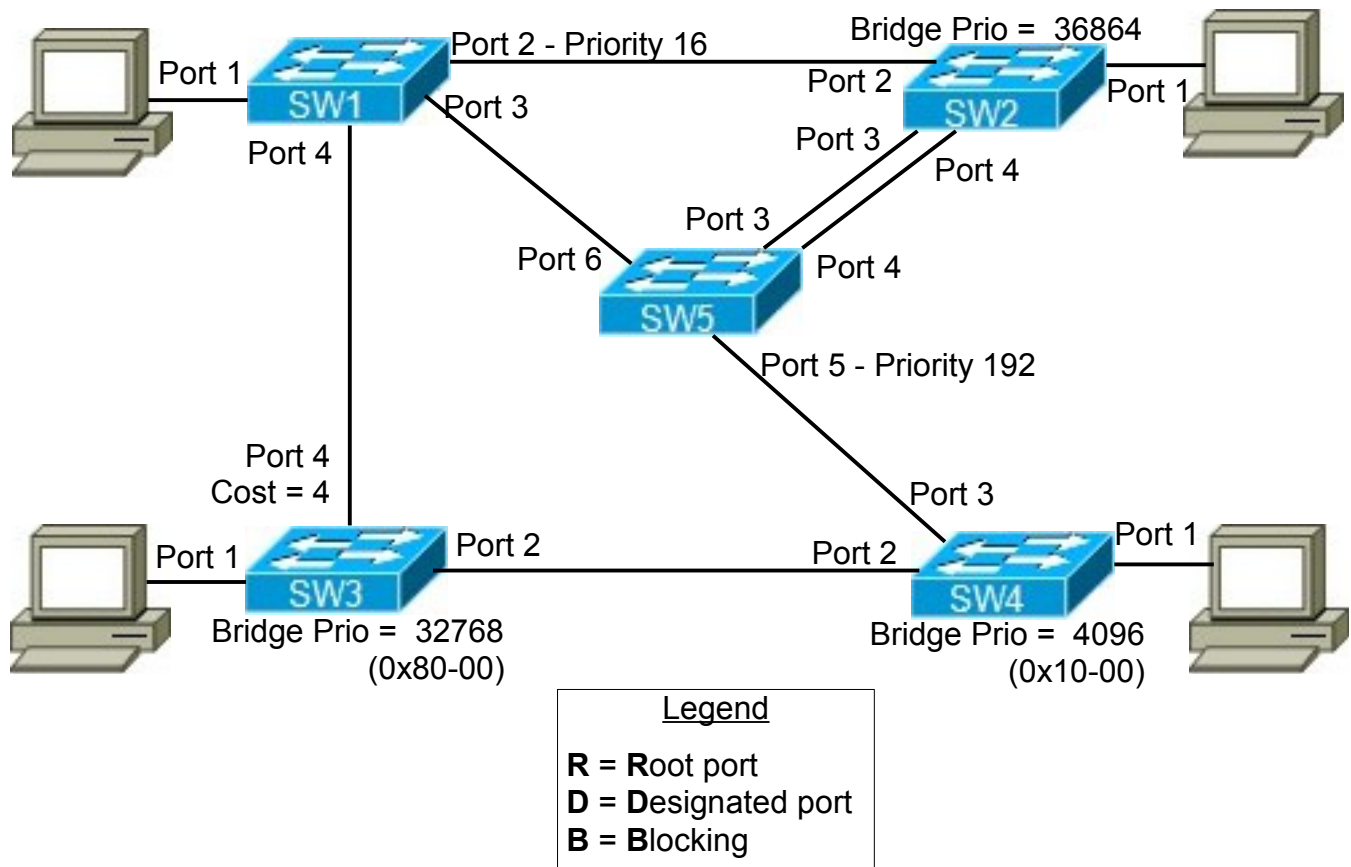 Port 2 - Priority 16
Bridge Prio =  36864
Port 1
SW1
Port 3
Port 4
Port 2
SW2
Port 1
Port 3
Port 4
Port 3
Port 6
Port 4
SW5
Port 5 - Priority 192
Port 4
Cost = 4
Port 3
Port 1
SW3
Port 2
Port 2
SW4
Port 1
Bridge Prio =  32768
(0x80-00)
Bridge Prio =  4096
(0x10-00)
Legend
R = Root port
D = Designated port
B = Blocking